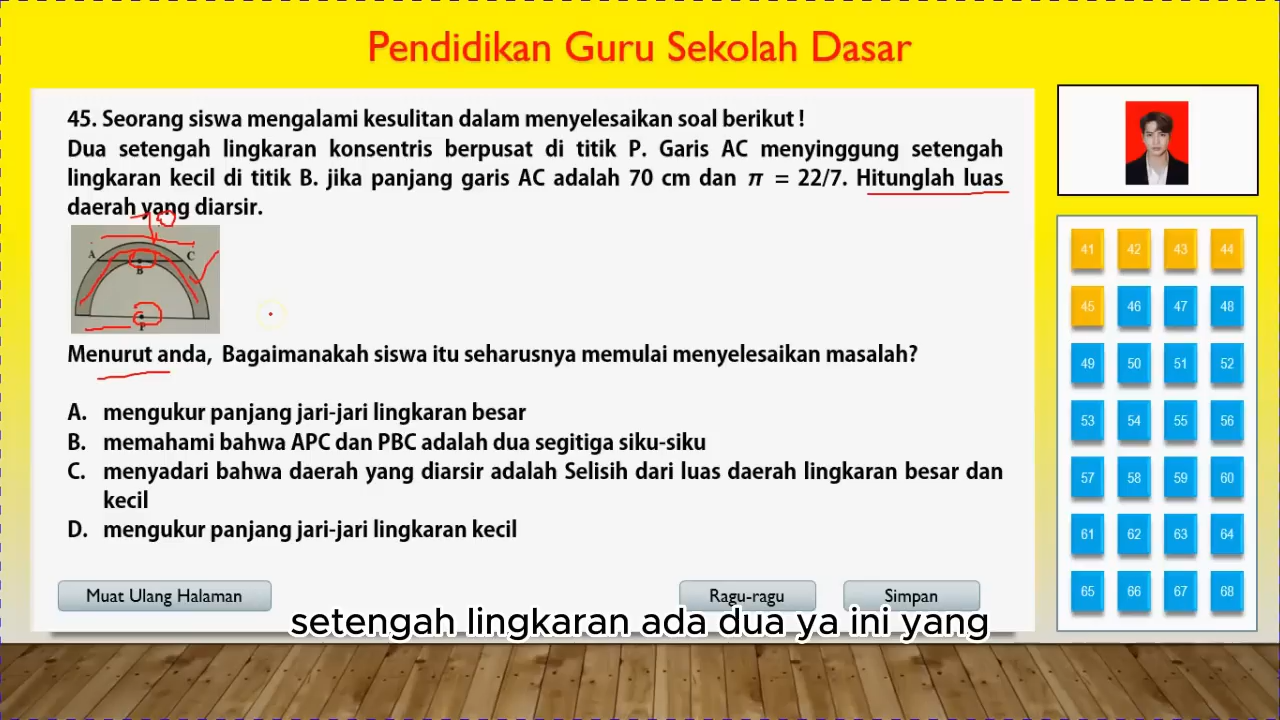 Pendidikan Guru Sekolah Dasar
45. Seorang siswa mengalami kesulitan dalam menyelesaikan soal berikut !
Dua setengah lingkaran konsentris berpusat di titik P. Garis AC menyinggung setengah
lingkaran kecil di titik B. jika panjang garis AC adalah 70 cm dan π = 22/7. Hitunglah luas
daerah yang diarsir.
70
A C
B
P
Menurut anda, Bagaimanakah siswa itu seharusnya memulai menyelesaikan masalah?
A. mengukur panjang jari-jari lingkaran besar
B. memahami bahwa APC dan PBC adalah dua segitiga siku-siku
C. menyadari bahwa daerah yang diarsir adalah Selisih dari luas daerah lingkaran besar dan
kecil
D. mengukur panjang jari-jari lingkaran kecil
Muat Ulang Halaman Ragu-ragu Simpan
setengah lingkaran ada dua ya ini yang
41 42 43 44
45 46 47 48
49 50 51 52
53 54 55 56
57 58 59 60
61 62 63 64
65 66 67 68